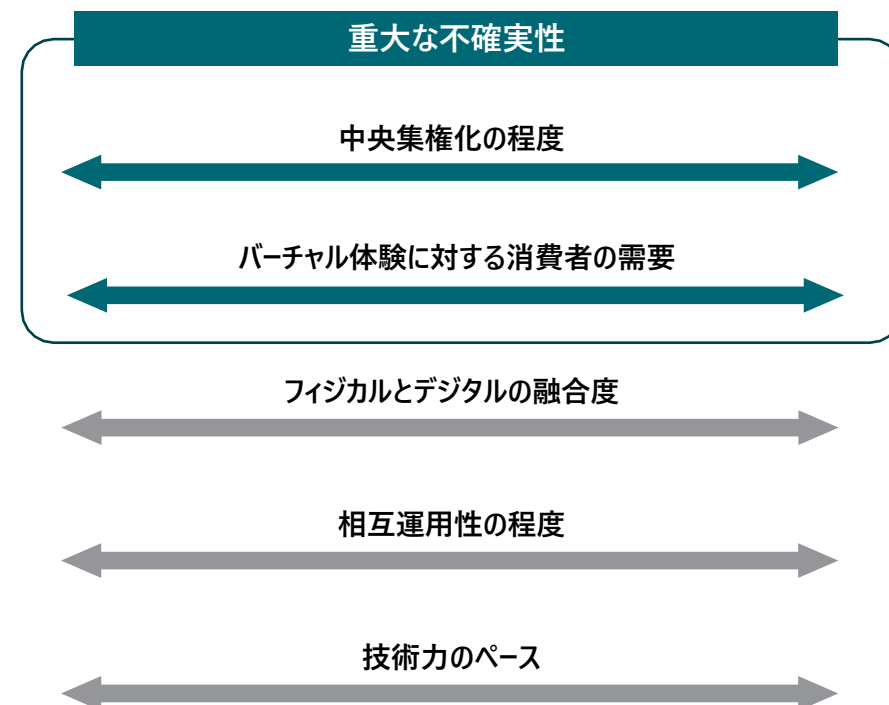 重大な不確実性
中央集権化の程度
バーチャル体験に対する消費者の需要
フィジカルとデジタルの融合度
相互運用性の程度
技術力のペース